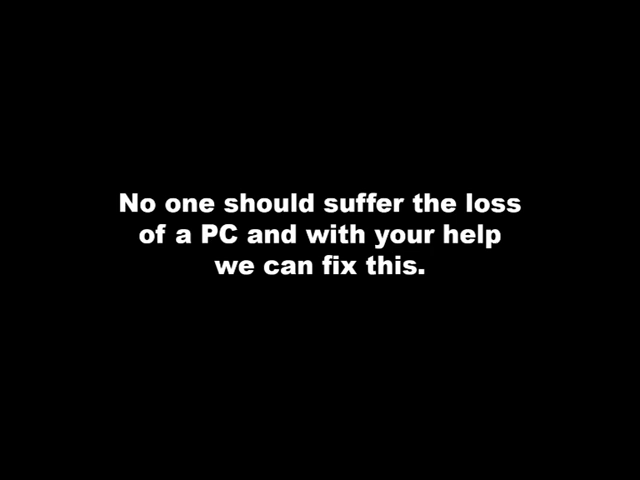 No one should suffer the loss
of a PC and with your help
we can fix this.